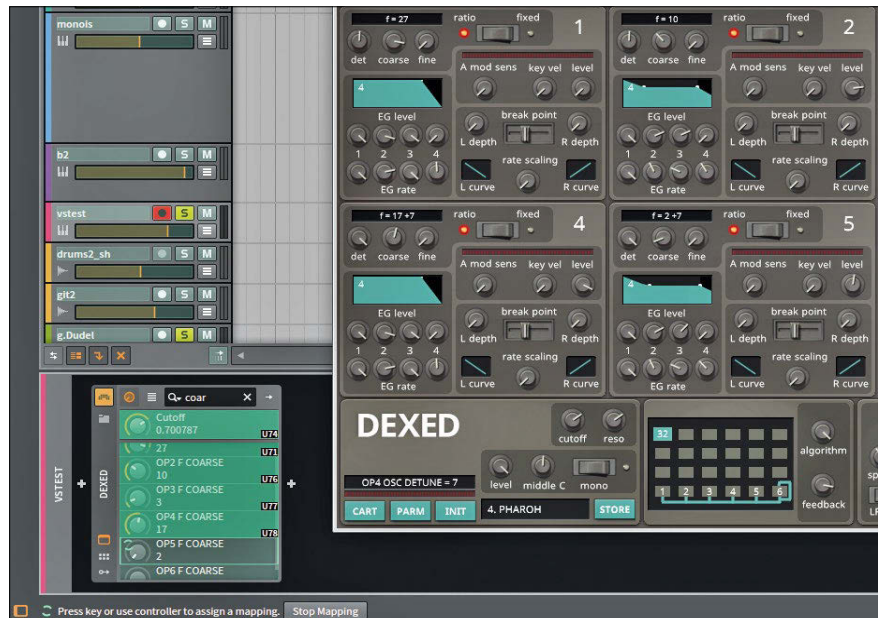 monois
S M
b2
S M
vstest
S M
drums2_sh
S M
git2
S M
g.Dudel
S M
VSTEST
DEXED
coar
Cutoff
0.700787
U74
27
U71
OP2 F COARSE
10
U76
OP3 F COARSE
3
U77
OP4 F COARSE
17
U78
OP5 F COARSE
2
OP6 F COARSE
f = 27
ratio fixed
1
det coarse fine
A mod sens key vel level
4
EG level
1 2 3 4
EG rate
break point
L depth R depth
rate scaling
L curve R curve
f = 10
ratio fixed
2
det coarse fine
A mod sens key vel level
4
EG level
1 2 3 4
EG rate
break point
L depth R depth
rate scaling
L curve R curve
f = 17 +7
ratio fixed
4
det coarse fine
A mod sens key vel level
4
EG level
1 2 3 4
EG rate
break point
L depth R depth
rate scaling
L curve R curve
f = 2 +7
ratio fixed
5
det coarse fine
A mod sens key vel level
4
EG level
1 2 3 4
EG rate
break point
L depth R depth
rate scaling
L curve R curve
DEXED
cutoff reso
OP4 OSC DETUNE = 7
level middle C mono
CART PARM INIT
4. PHAROH
STORE
32
1 2 3 4 5 6
algorithm
feedback
sp
LF
Press key or use controller to assign a mapping. Stop Mapping